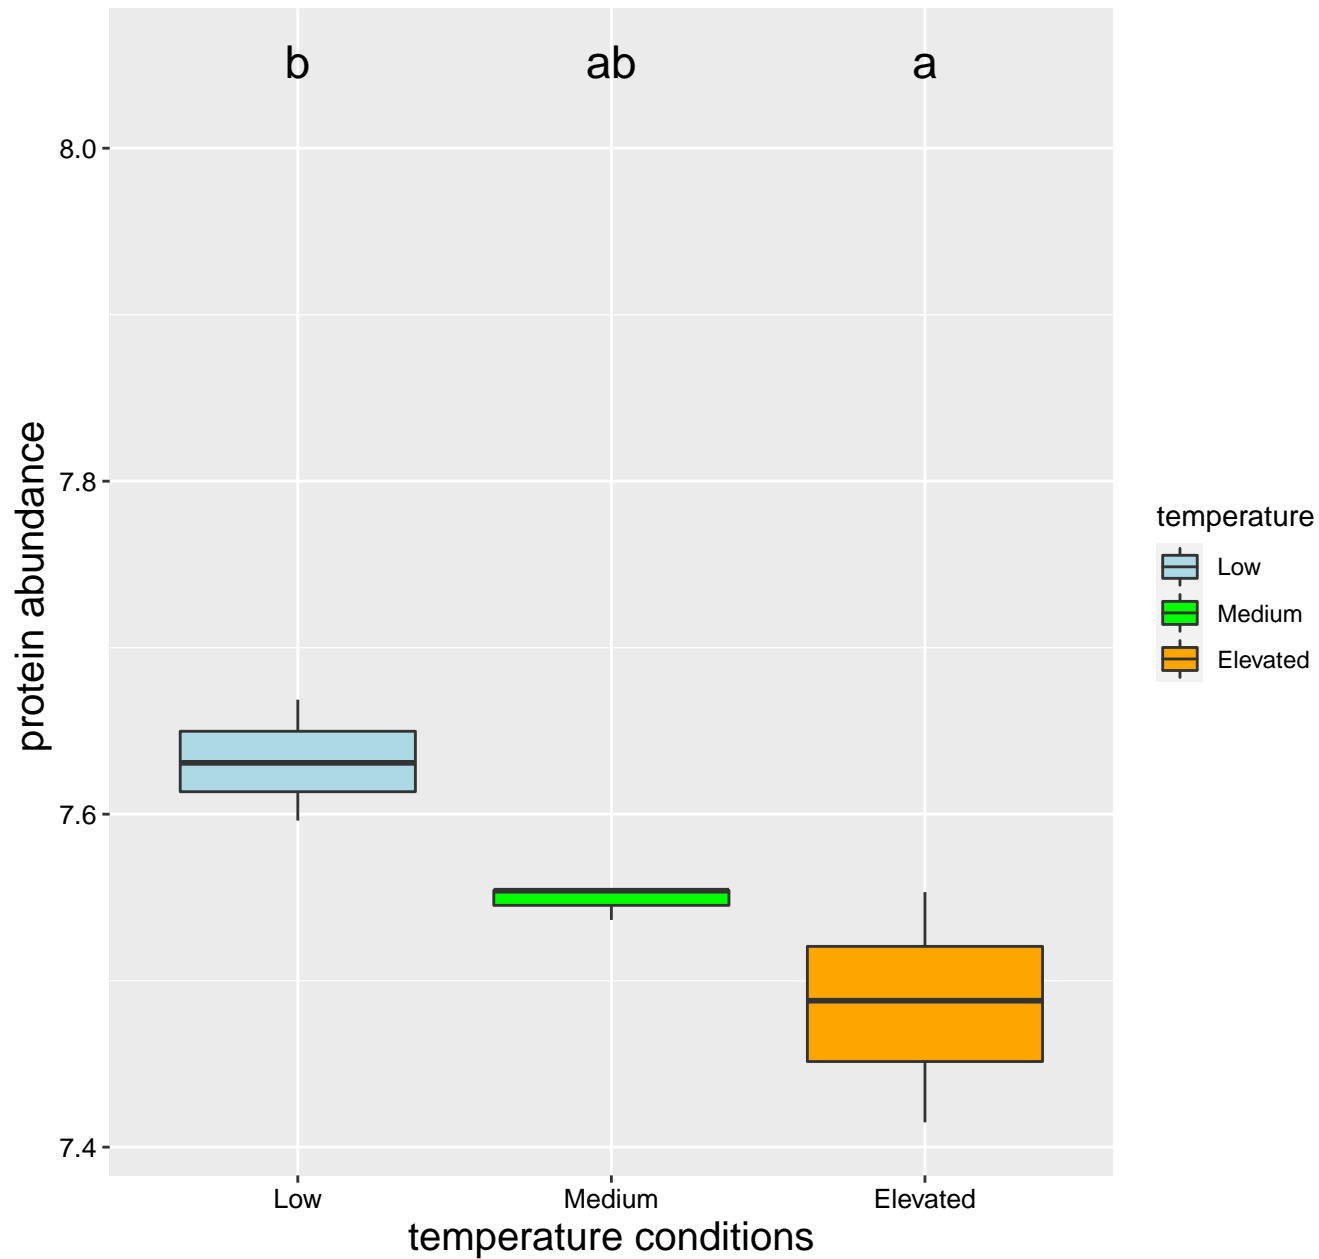 b ab a
8.0
7.8
7.6
7.4
protein abundance
Low Medium Elevated
temperature conditions
temperature
Low
Medium
Elevated